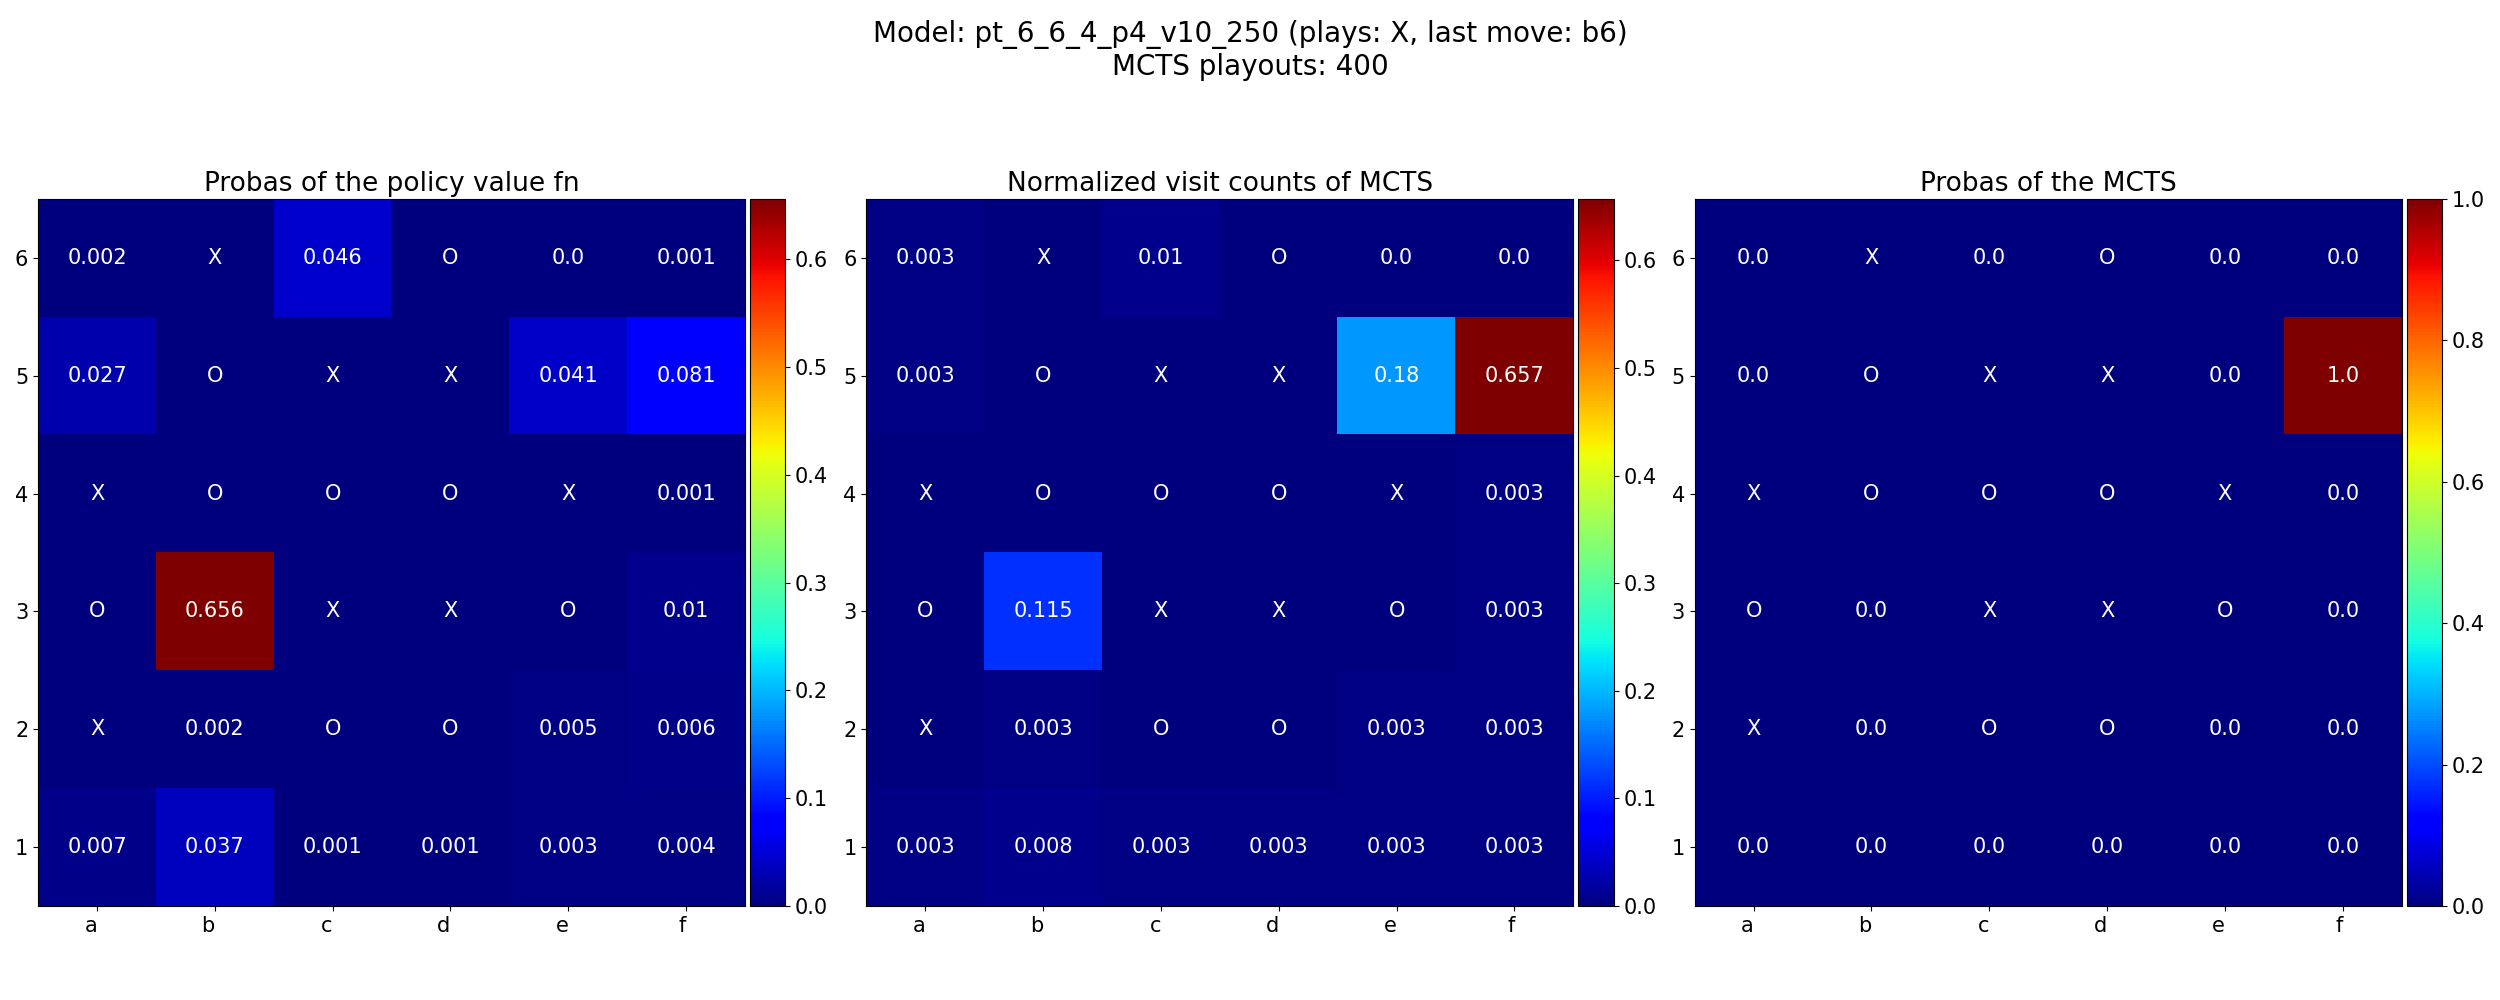 Model: pt_6_6_4_p4_v10_250 (plays: X, last move: b6)
MCTS playouts: 400
Probas of the policy value fn
6 0.002 X 0.046 O 0.0 0.001
5 0.027 O X X 0.041 0.081
4 X O O O X 0.001
3 O 0.656 X X O 0.01
2 X 0.002 O O 0.005 0.006
1 0.007 0.037 0.001 0.001 0.003 0.004
a b c d e f
0.6
0.5
0.4
0.3
0.2
0.1
0.0
Normalized visit counts of MCTS
6 0.003 X 0.01 O 0.0 0.0
5 0.003 O X X 0.18 0.657
4 X O O O X 0.003
3 O 0.115 X X O 0.003
2 X 0.003 O O 0.003 0.003
1 0.003 0.008 0.003 0.003 0.003 0.003
a b c d e f
0.6
0.5
0.4
0.3
0.2
0.1
0.0
Probas of the MCTS
6 0.0 X 0.0 O 0.0 0.0
5 0.0 O X X 0.0 1.0
4 X O O O X 0.0
3 O 0.0 X X O 0.0
2 X 0.0 O O 0.0 0.0
1 0.0 0.0 0.0 0.0 0.0 0.0
a b c d e f
1.0
0.8
0.6
0.4
0.2
0.0